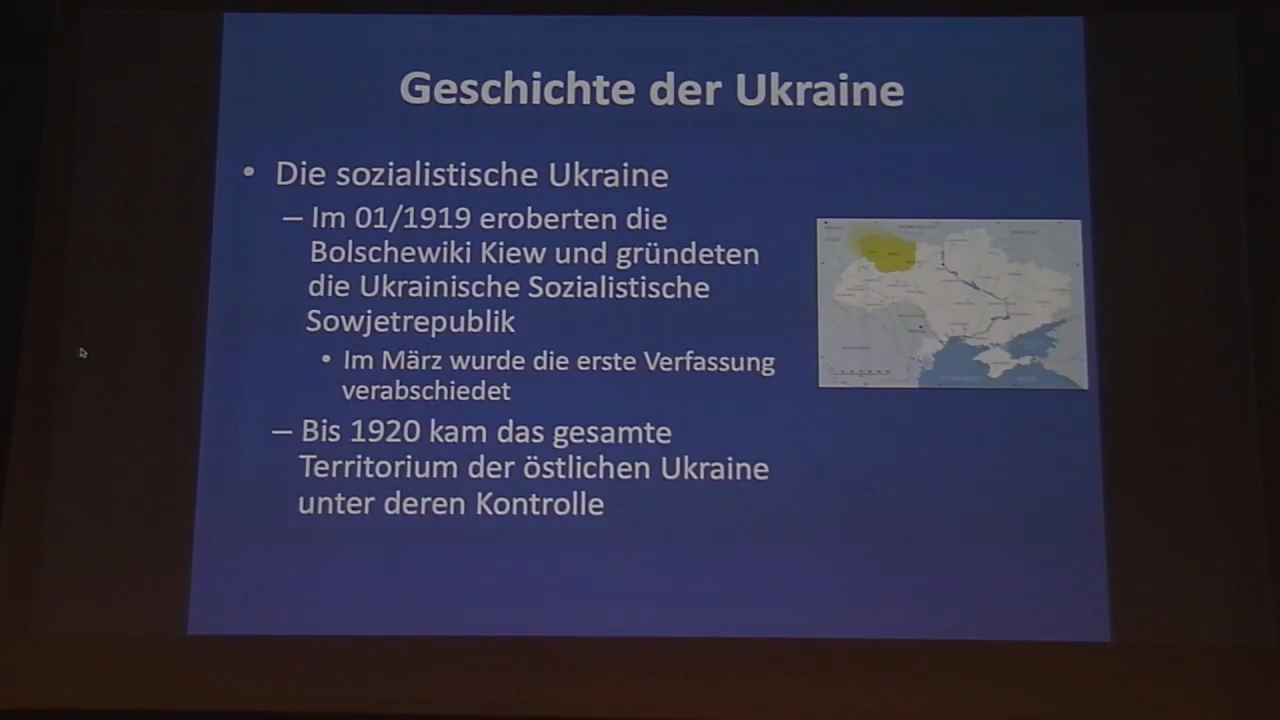 Geschichte der Ukraine
• Die sozialistische Ukraine
– Im 01/1919 eroberten die
Bolschewiki Kiew und gründeten
die Ukrainische Sozialistische
Sowjetrepublik
• Im März wurde die erste Verfassung
verabschiedet
– Bis 1920 kam das gesamte
Territorium der östlichen Ukraine
unter deren Kontrolle